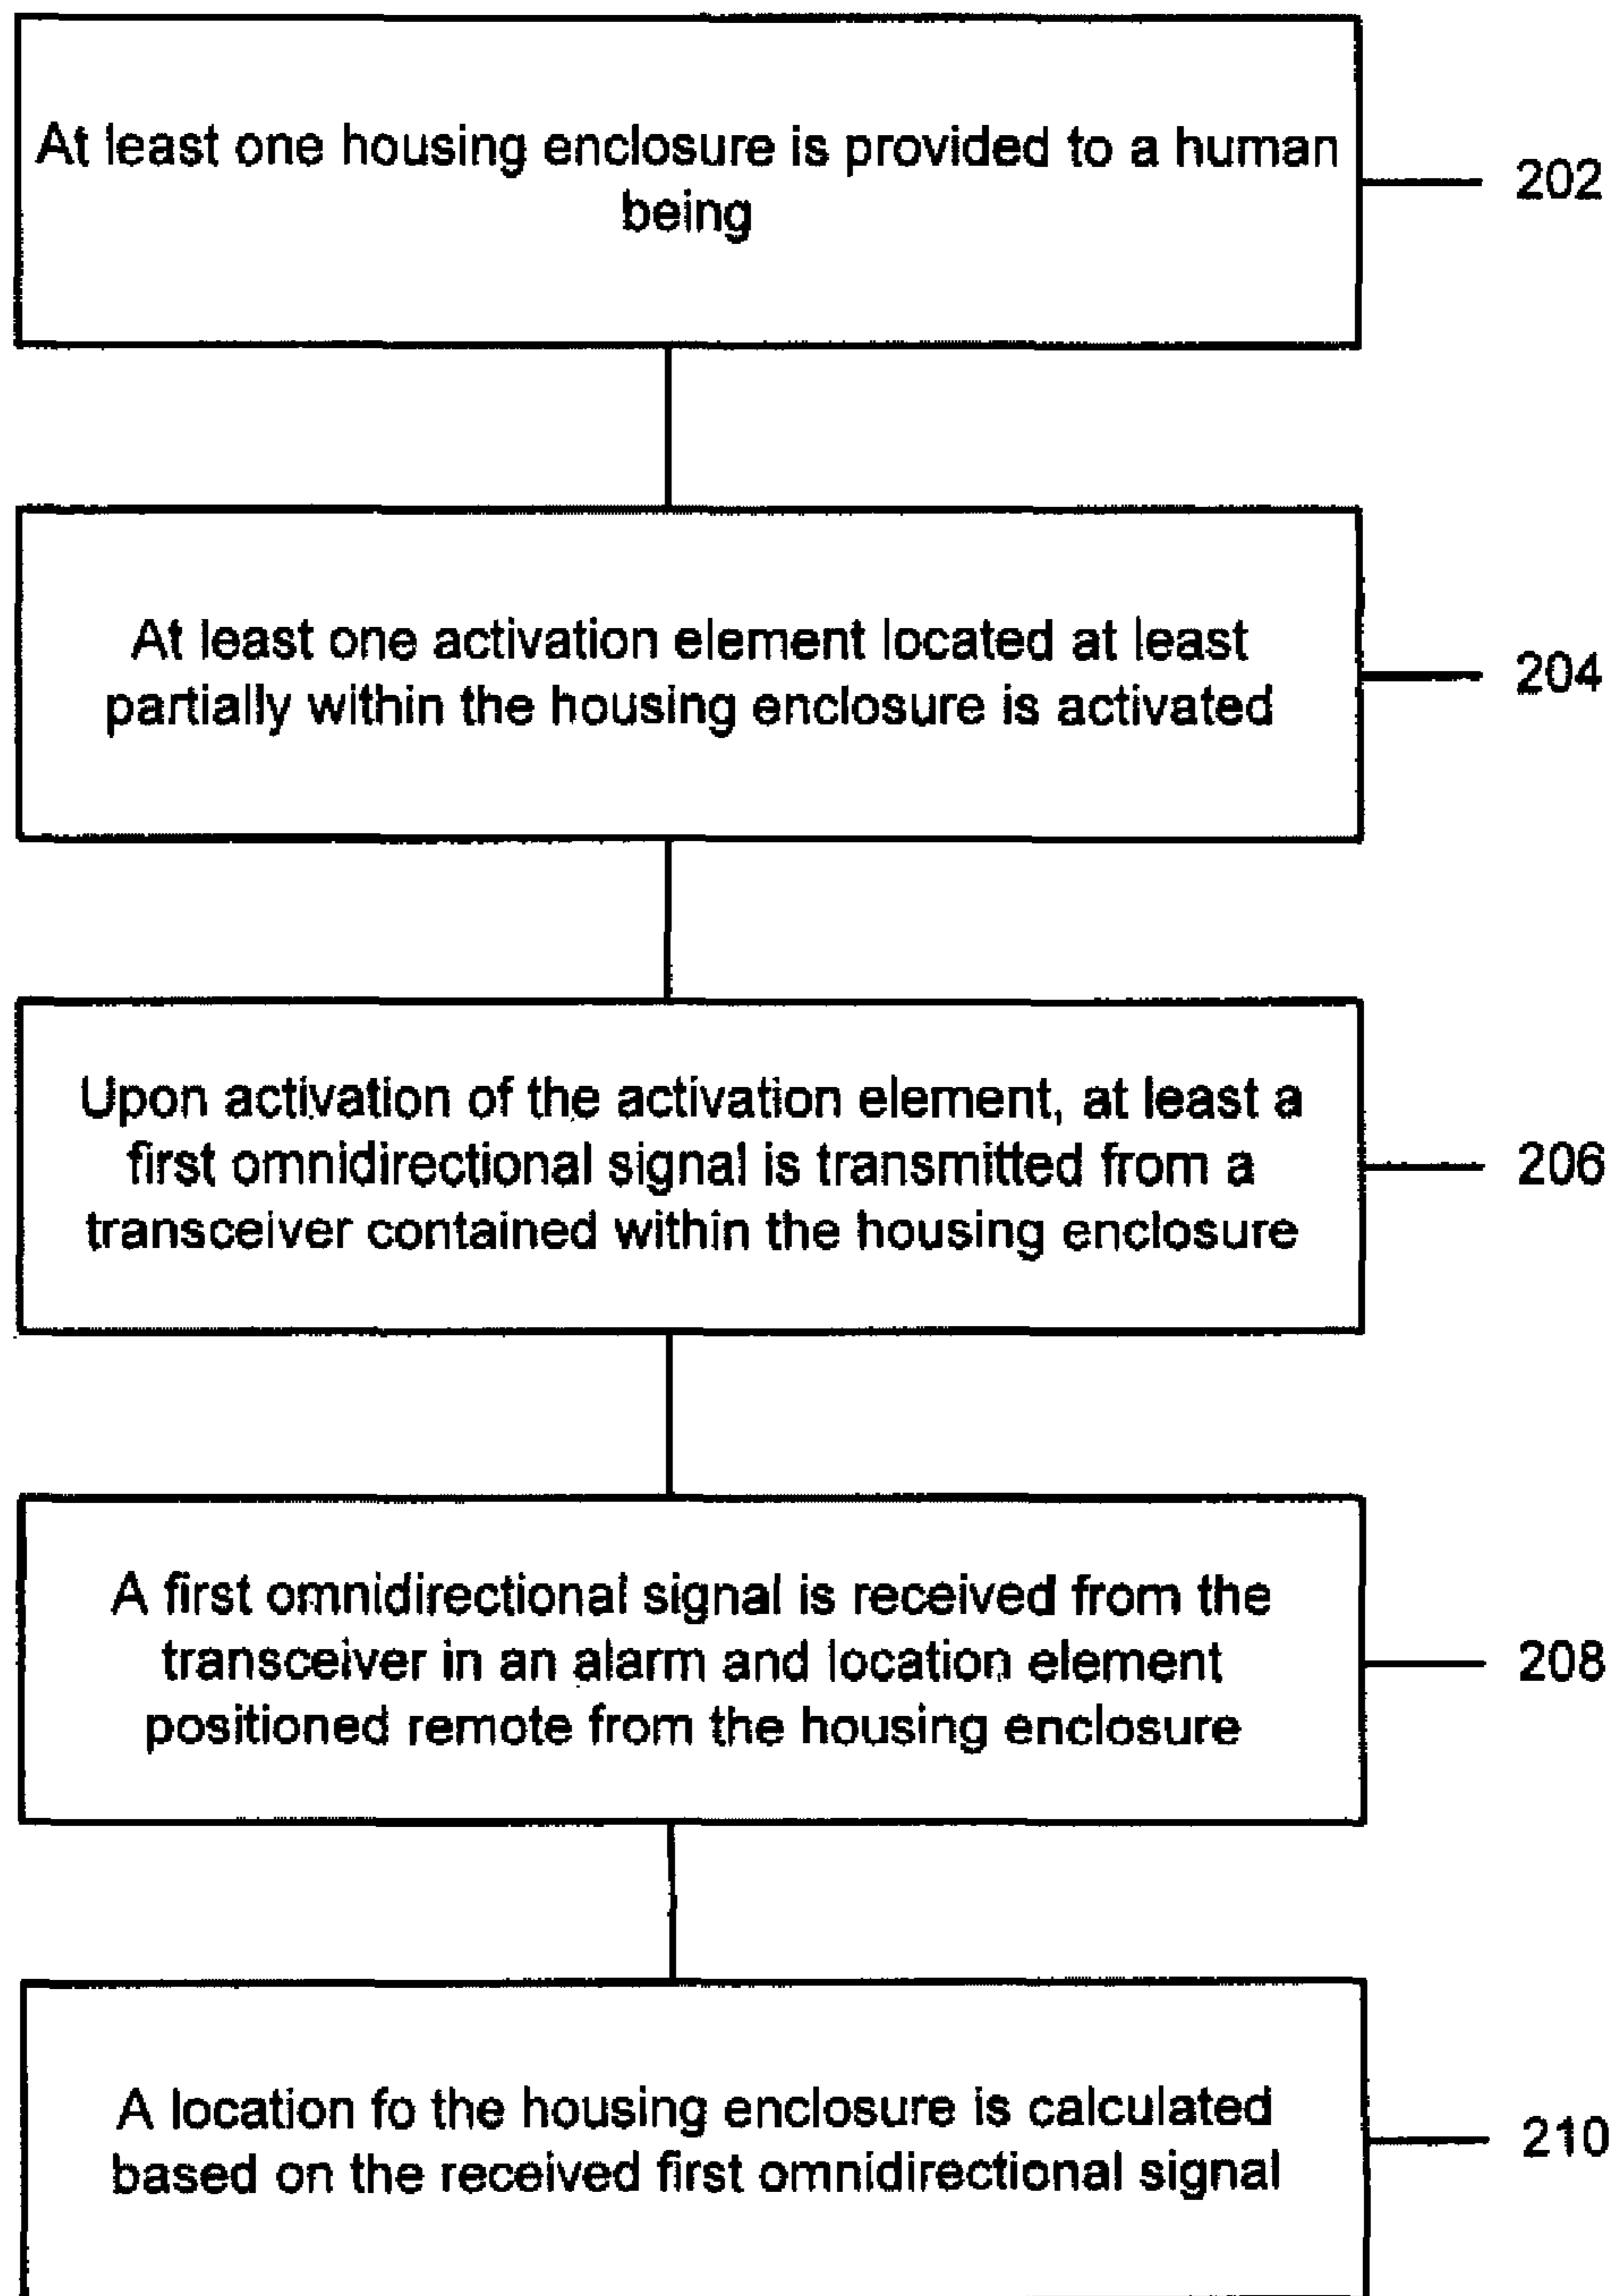 At least one housing enclosure is provided to a human
being
202
At least one activation element located at least
partially within the housing enclosure is activated
204
Upon activation of the activation element, at least a
first omnidirectional signal is transmitted from a
transceiver contained within the housing enclosure
206
A first omnidirectional signal is received from the
transceiver in an alarm and location element
positioned remote from the housing enclosure
208
A location fo the housing enclosure is calculated
based on the received first omnidirectional signal
210